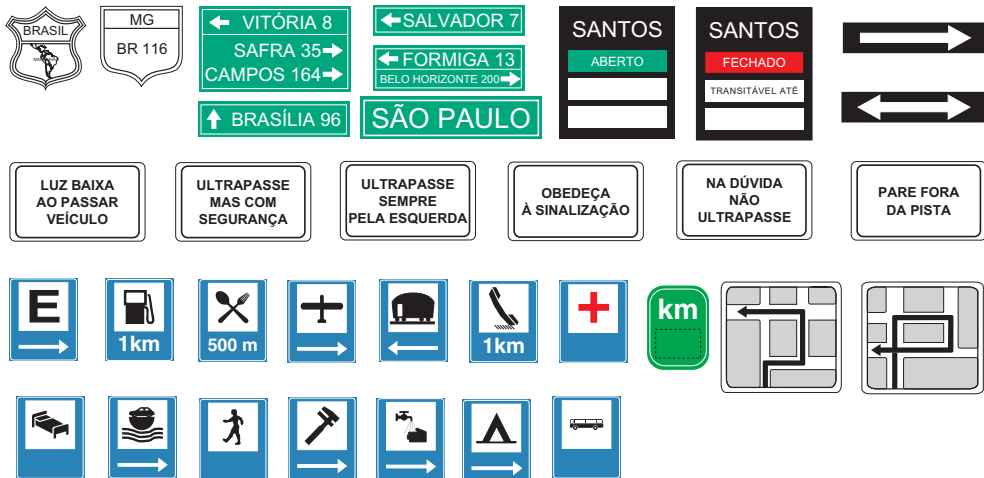 BRASIL
MG
BR 116
VITÓRIA 8
SAFRA 35
CAMPOS 164
BRASÍLIA 96
SALVADOR 7
FORMIGA 13
BELO HORIZONTE 200
SÃO PAULO
SANTOS
ABERTO
SANTOS
FECHADO
TRANSITÁVEL ATÉ
LUZ BAIXA
AO PASSAR
VEÍCULO
ULTRAPASSE
MAS COM
SEGURANÇA
ULTRAPASSE
SEMPRE
PELA ESQUERDA
OBEDEÇA
À SINALIZAÇÃO
NA DÚVIDA
NÃO
ULTRAPASSE
PARE FORA
DA PISTA
E
1km
500 m
1km
km